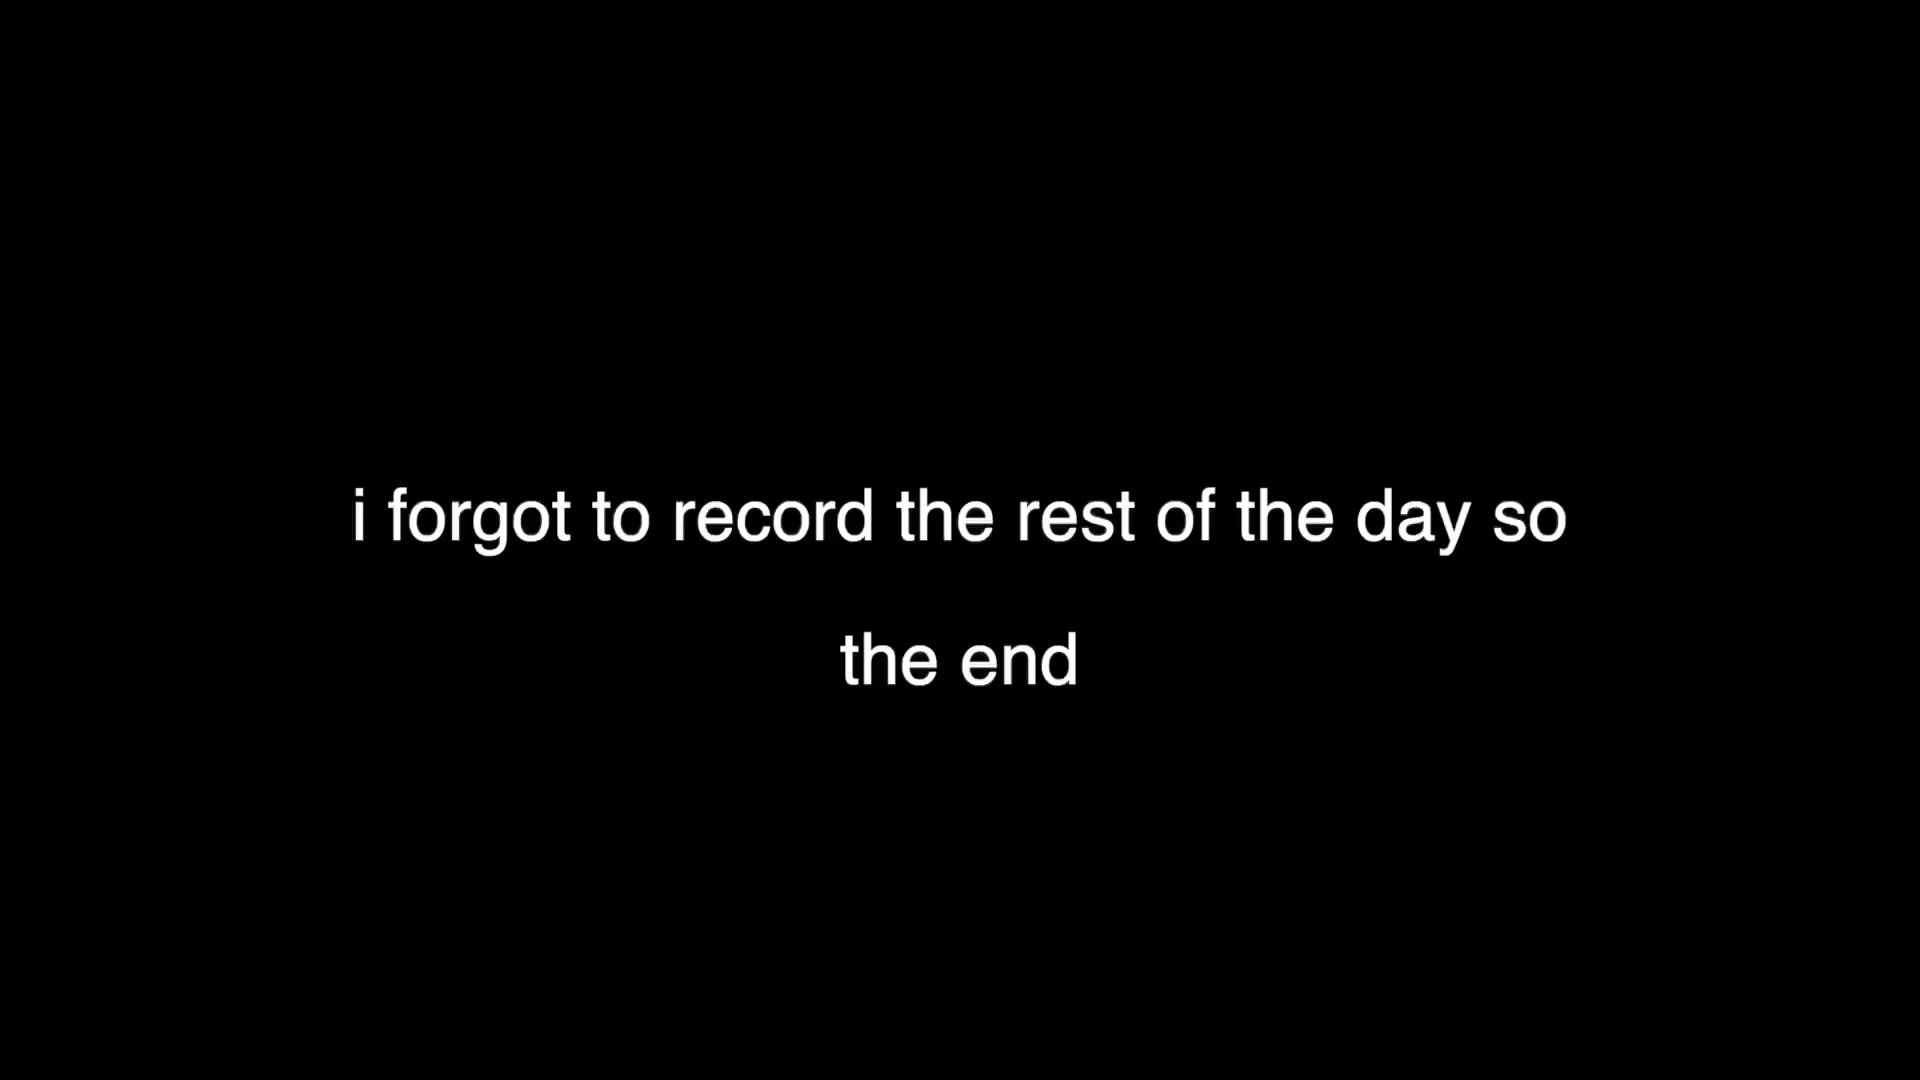 i forgot to record the rest of the day so
the end